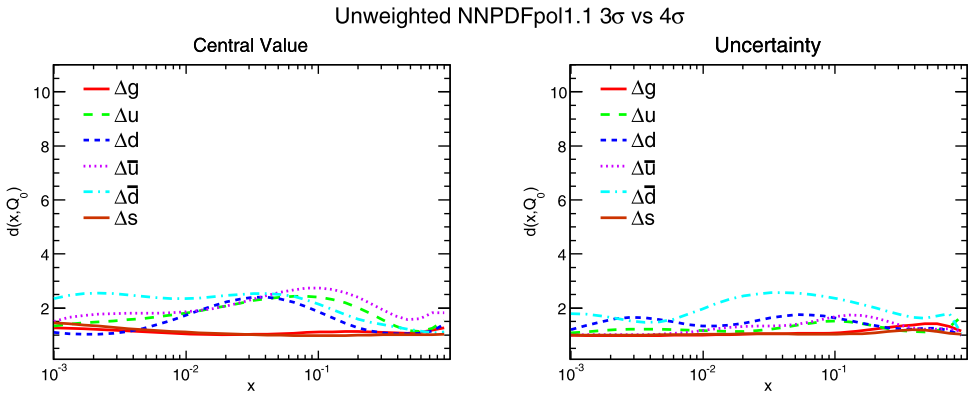 Unweighted NNPDFpol1.1 3σ vs 4σ
Central Value
d(x,Q₀)
10
8
6
4
2
Δg
Δu
Δd
Δu̅
Δd̅
Δs
10⁻³
10⁻²
10⁻¹
x
Uncertainty
d(x,Q₀)
10
8
6
4
2
Δg
Δu
Δd
Δu̅
Δd̅
Δs
10⁻³
10⁻²
10⁻¹
x